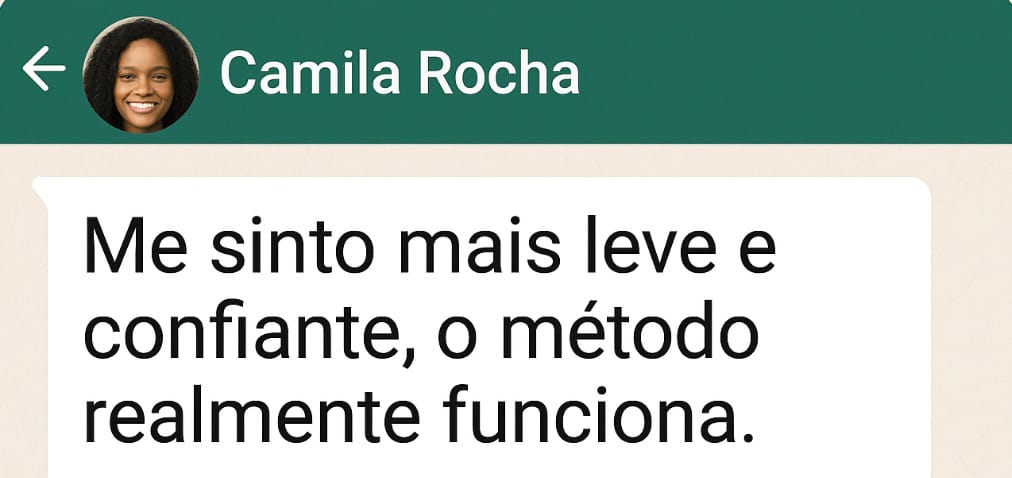 Camila Rocha
Me sinto mais leve e
confiante, o método
realmente funciona.